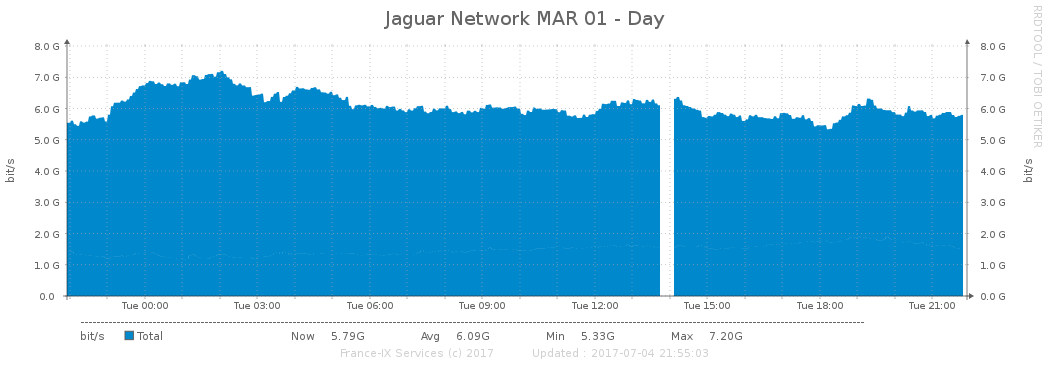 Jaguar Network MAR 01 - Day
RRDTOOL / TOBI OETIKER
8.0 G 8.0 G
7.0 G 7.0 G
6.0 G 6.0 G
5.0 G 5.0 G
4.0 G 4.0 G
3.0 G 3.0 G
2.0 G 2.0 G
1.0 G 1.0 G
0.0 0.0 G
bit/s
bit/s
Tue 00:00 Tue 03:00 Tue 06:00 Tue 09:00 Tue 12:00 Tue 15:00 Tue 18:00 Tue 21:00
bit/s Total Now 5.79G Avg 6.09G Min 5.33G Max 7.20G
France-IX Services (c) 2017 Updated : 2017-07-04 21:55:03